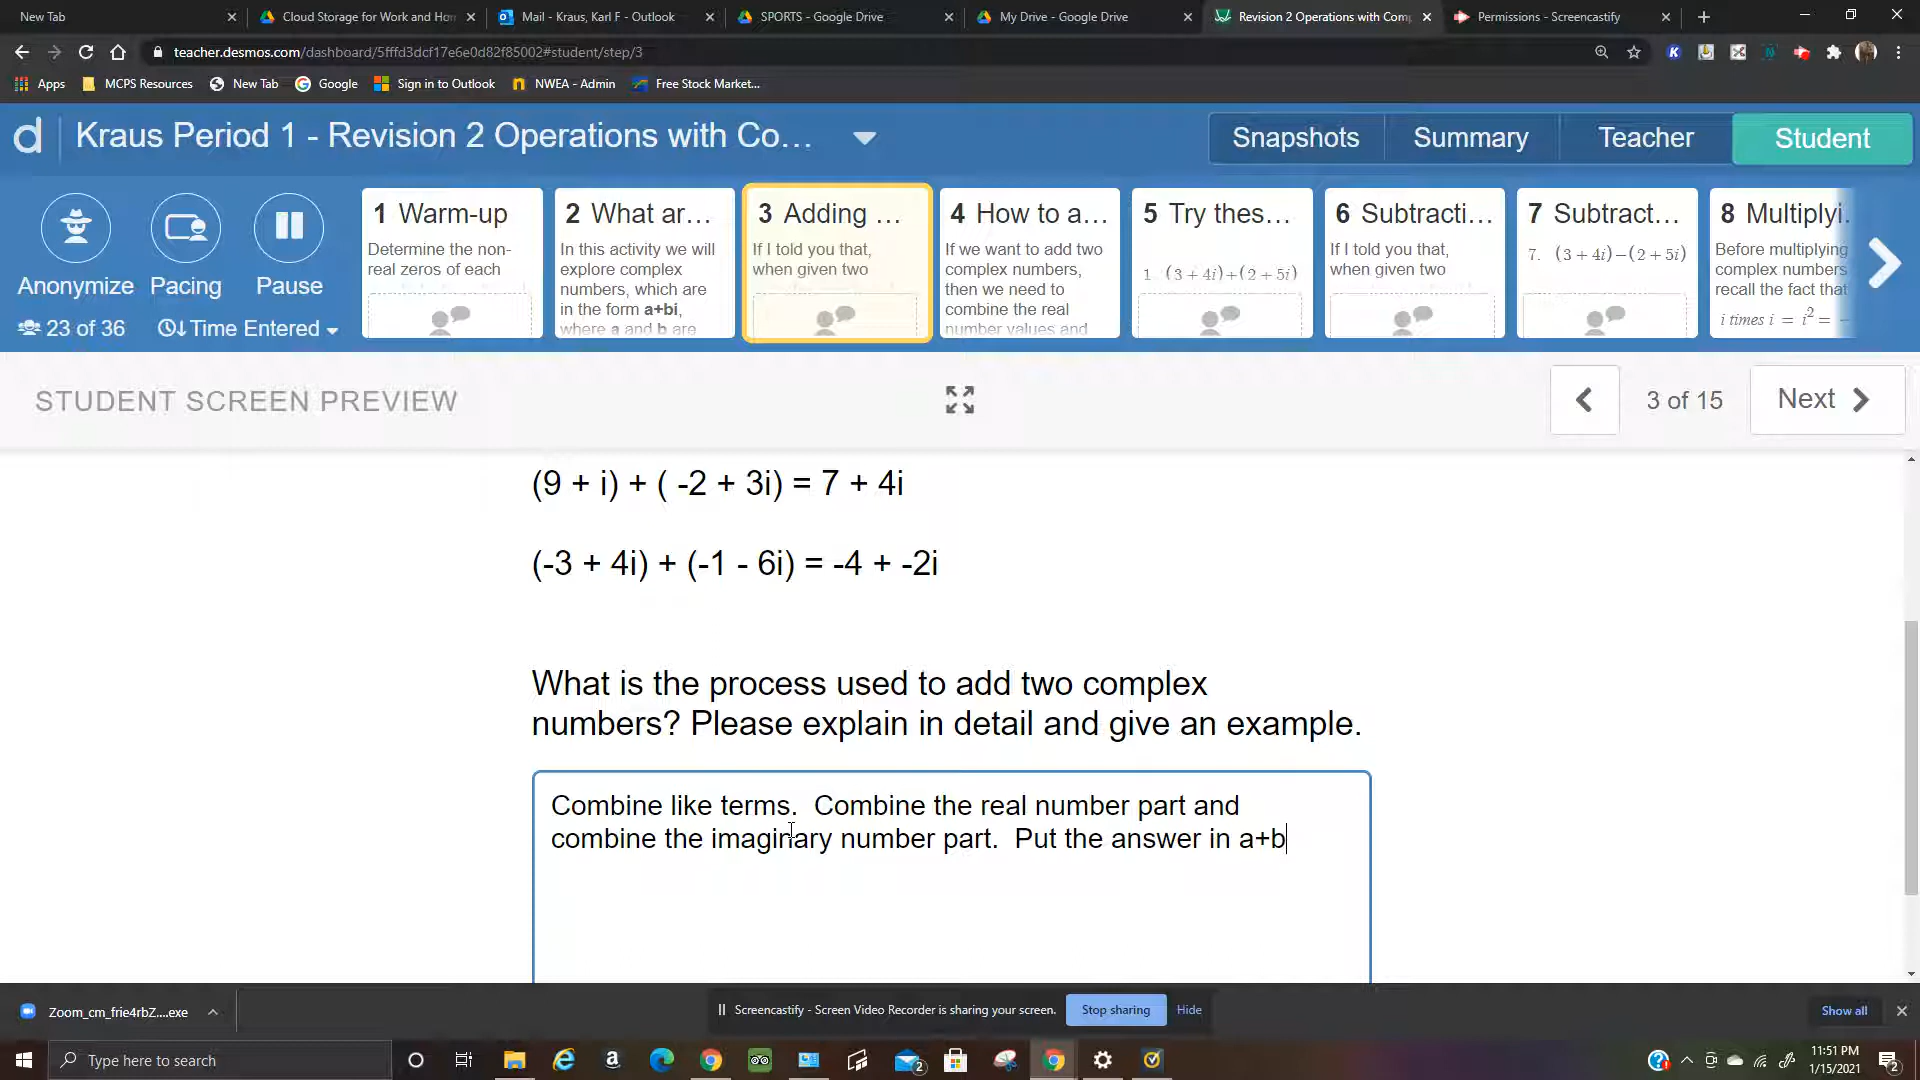 New Tab
Cloud Storage for Work and Hom
Mail - Kraus, Karl F - Outlook
SPORTS - Google Drive
My Drive - Google Drive
Revision 2 Operations with Comp
Permissions - Screencastify
teacher.desmos.com/dashboard/5fffd3dcf17e6e0d82f85002#student/step/3
Apps
MCPS Resources
New Tab
Google
Sign in to Outlook
NWEA - Admin
Free Stock Market...
Kraus Period 1 - Revision 2 Operations with Co...
Snapshots
Summary
Teacher
Student
Anonymize
Pacing
Pause
23 of 36
Time Entered
1 Warm-up
Determine the non-
real zeros of each
2 What ar...
In this activity we will
explore complex
numbers, which are
in the form a+bi,
where a and b are
3 Adding ...
If I told you that,
when given two
4 How to a...
If we want to add two
complex numbers,
then we need to
combine the real
number values and
5 Try thes...
1. (3 + 4i) + (2 + 5i)
6 Subtracti...
If I told you that,
when given two
7 Subtract...
7. (3 + 4i) − (2 + 5i)
8 Multiplyi.
Before multiplying
complex numbers
recall the fact that
i times i = i² = −
STUDENT SCREEN PREVIEW
3 of 15
Next
(9 + i) + ( -2 + 3i) = 7 + 4i
(-3 + 4i) + (-1 - 6i) = -4 + -2i
What is the process used to add two complex
numbers? Please explain in detail and give an example.
Combine like terms.  Combine the real number part and
combine the imaginary number part.  Put the answer in a+b
Zoom_cm_frie4rbZ....exe
Screencastify - Screen Video Recorder is sharing your screen.
Stop sharing
Hide
Show all
Type here to search
2
11:51 PM
1/15/2021
2